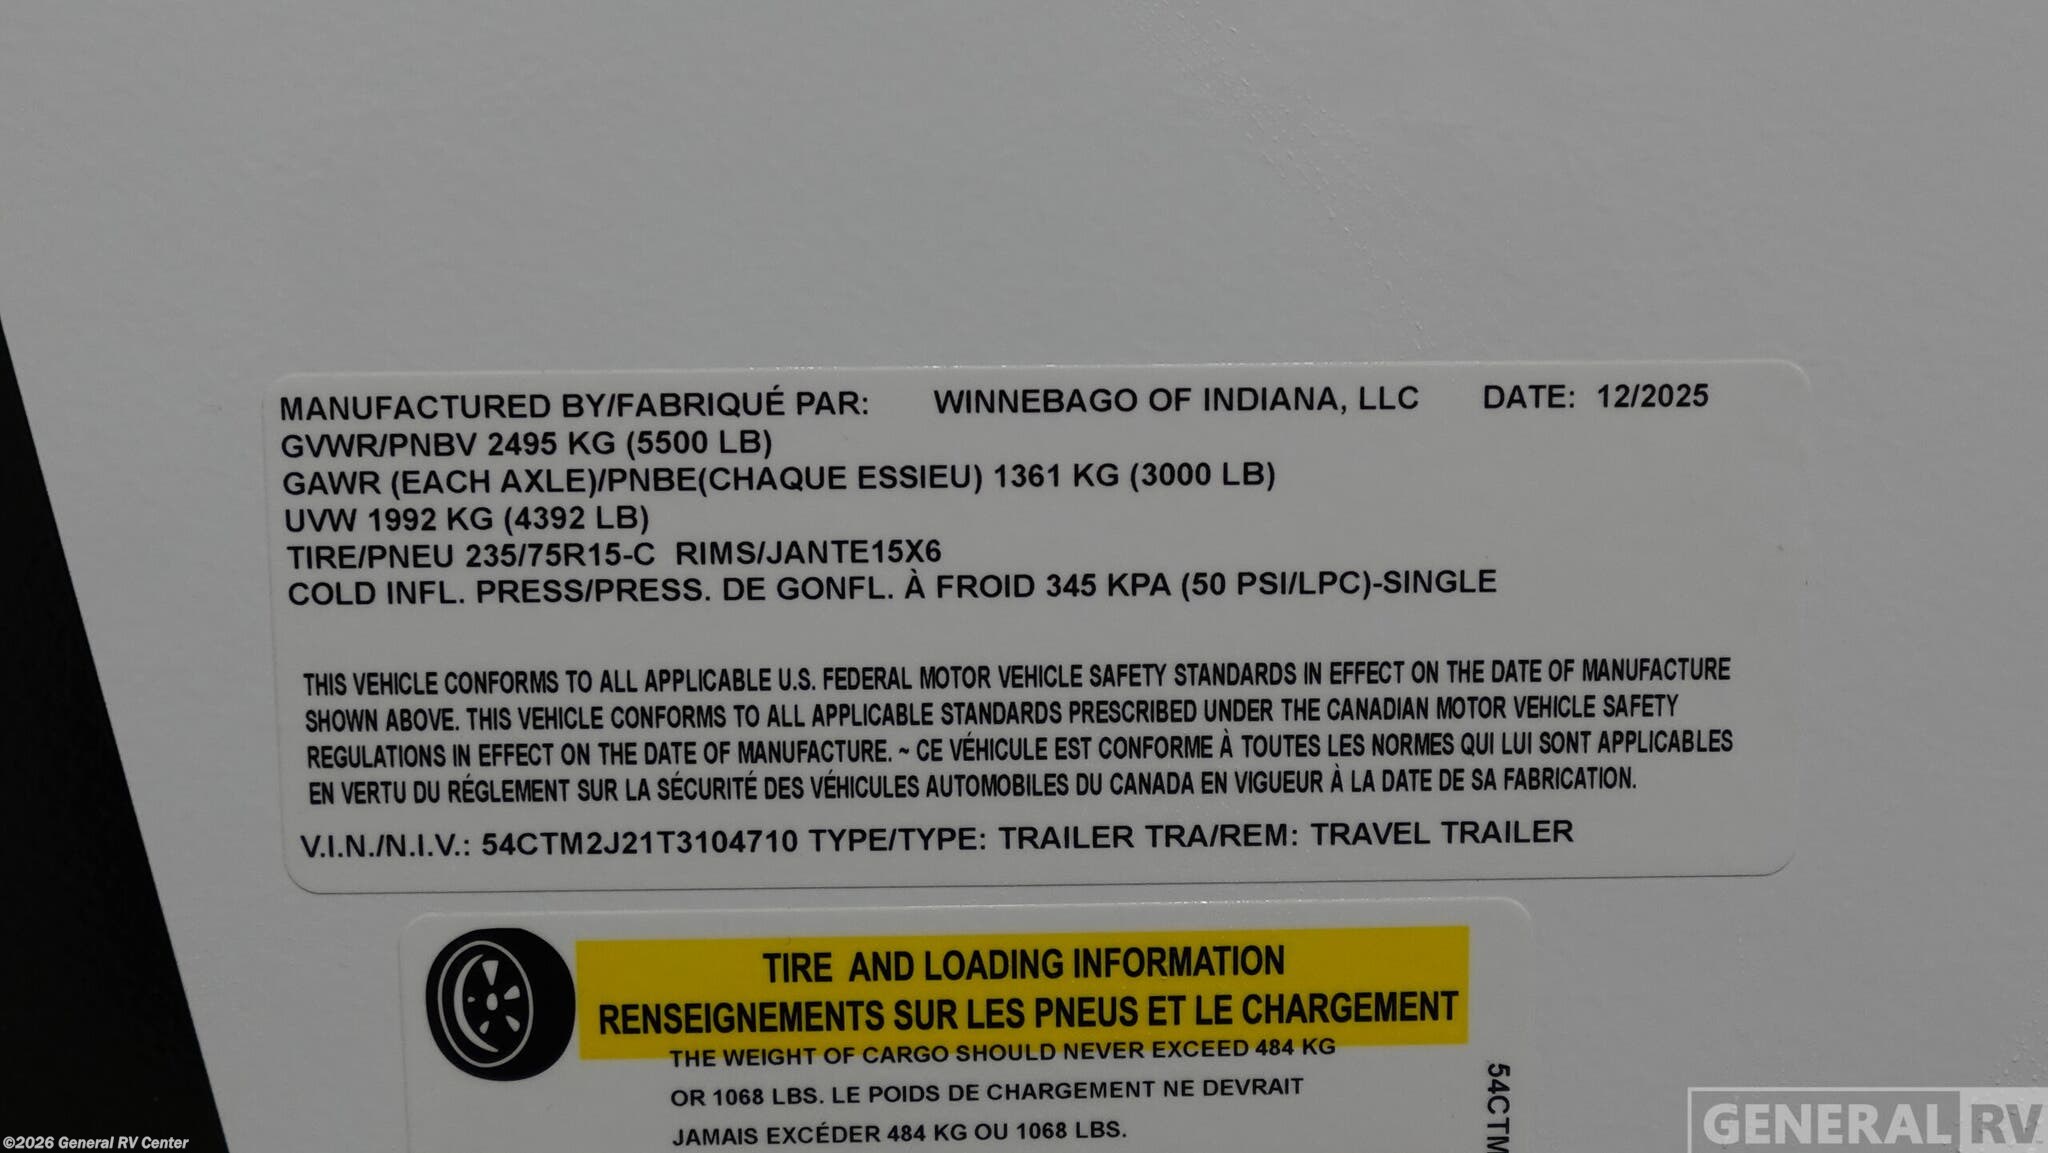 MANUFACTURED BY/FABRIQUÉ PAR: WINNEBAGO OF INDIANA, LLC DATE: 12/2025
GVWR/PNBV 2495 KG (5500 LB)
GAWR (EACH AXLE)/PNBE(CHAQUE ESSIEU) 1361 KG (3000 LB)
UVW 1992 KG (4392 LB)
TIRE/PNEU 235/75R15-C RIMS/JANTE15X6
COLD INFL. PRESS/PRESS. DE GONFL. À FROID 345 KPA (50 PSI/LPC)-SINGLE
THIS VEHICLE CONFORMS TO ALL APPLICABLE U.S. FEDERAL MOTOR VEHICLE SAFETY STANDARDS IN EFFECT ON THE DATE OF MANUFACTURE
SHOWN ABOVE. THIS VEHICLE CONFORMS TO ALL APPLICABLE STANDARDS PRESCRIBED UNDER THE CANADIAN MOTOR VEHICLE SAFETY
REGULATIONS IN EFFECT ON THE DATE OF MANUFACTURE. ~ CE VÉHICULE EST CONFORME À TOUTES LES NORMES QUI LUI SONT APPLICABLES
EN VERTU DU RÉGLEMENT SUR LA SÉCURITÉ DES VÉHICULES AUTOMOBILES DU CANADA EN VIGUEUR À LA DATE DE SA FABRICATION.
V.I.N./N.I.V.: 54CTM2J21T3104710 TYPE/TYPE: TRAILER TRA/REM: TRAVEL TRAILER
TIRE AND LOADING INFORMATION
RENSEIGNEMENTS SUR LES PNEUS ET LE CHARGEMENT
THE WEIGHT OF CARGO SHOULD NEVER EXCEED 484 KG
OR 1068 LBS. LE POIDS DE CHARGEMENT NE DEVRAIT
JAMAIS EXCÉDER 484 KG OU 1068 LBS.
54CTM
GENERAL RV
©2026 General RV Center